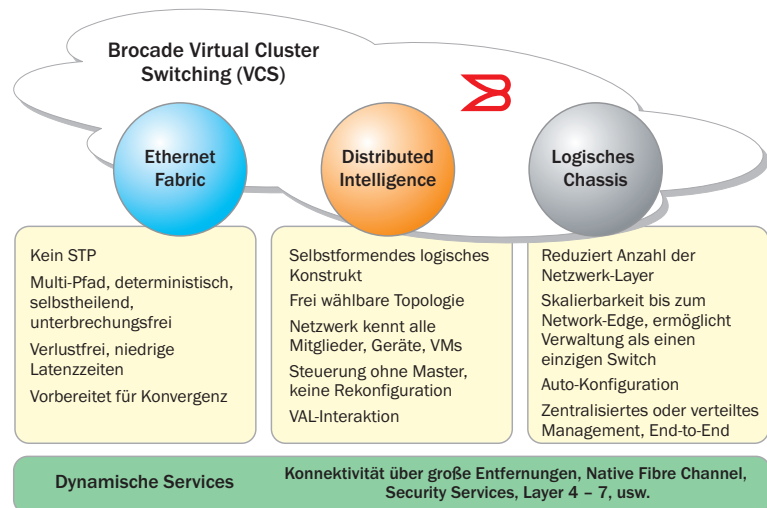 Brocade Virtual Cluster
Switching (VCS)
Ethernet
Fabric
Distributed
Intelligence
Logisches
Chassis
Kein STP
Multi-Pfad, deterministisch,
selbstheilend,
unterbrechungsfrei
Verlustfrei, niedrige
Latenzzeiten
Vorbereitet für Konvergenz
Selbstformendes logisches
Konstrukt
Frei wählbare Topologie
Netzwerk kennt alle
Mitglieder, Geräte, VMs
Steuerung ohne Master,
keine Rekonfiguration
VAL-Interaktion
Reduziert Anzahl der
Netzwerk-Layer
Skalierbarkeit bis zum
Network-Edge, ermöglicht
Verwaltung als einen
einzigen Switch
Auto-Konfiguration
Zentralisiertes oder verteiltes
Management, End-to-End
Dynamische Services
Konnektivität über große Entfernungen, Native Fibre Channel,
Security Services, Layer 4 – 7, usw.